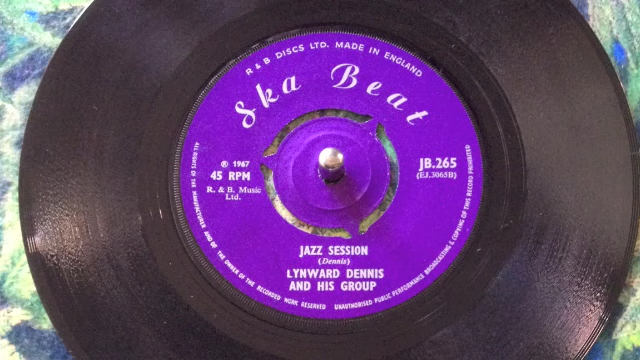 R & B DISCS LTD. MADE IN ENGLAND
Ska Beat
℗ 1967
45 RPM
R. & B. Music
Ltd.
JB.265
(EJ.3065B)
JAZZ SESSION
(Dennis)
LYNWARD DENNIS
AND HIS GROUP
ALL RIGHTS OF THE MANUFACTURER AND OF THE OWNER OF THE RECORDED WORK RESERVED UNAUTHORISED PUBLIC PERFORMANCE BROADCASTING & COPYING OF THIS RECORD PROHIBITED